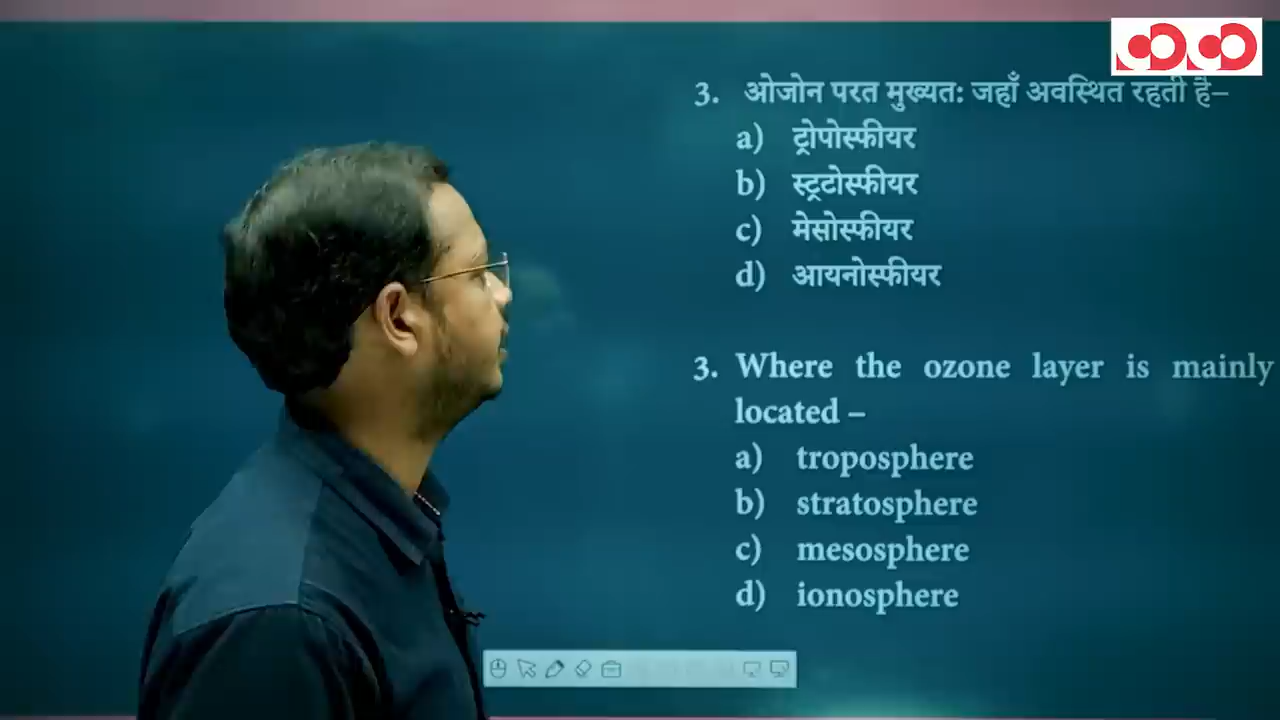 3. ओजोन परत मुख्यत: जहाँ अवस्थित रहती है–
a) ट्रोपोस्फीयर
b) स्ट्रटोस्फीयर
c) मेसोस्फीयर
d) आयनोस्फीयर
3. Where the ozone layer is mainly
located –
a) troposphere
b) stratosphere
c) mesosphere
d) ionosphere